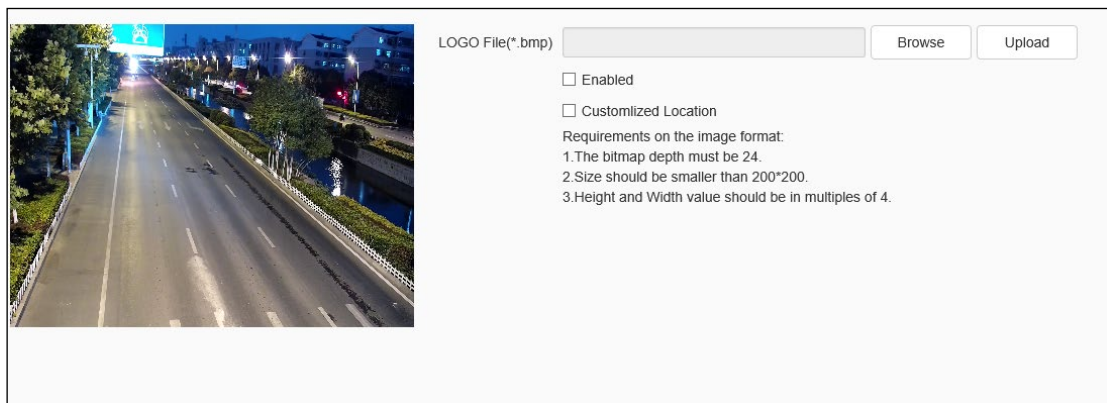 LOGO File(*.bmp)
Browse
Upload
Enabled
Customlized Location
Requirements on the image format:
1.The bitmap depth must be 24.
2.Size should be smaller than 200*200.
3.Height and Width value should be in multiples of 4.